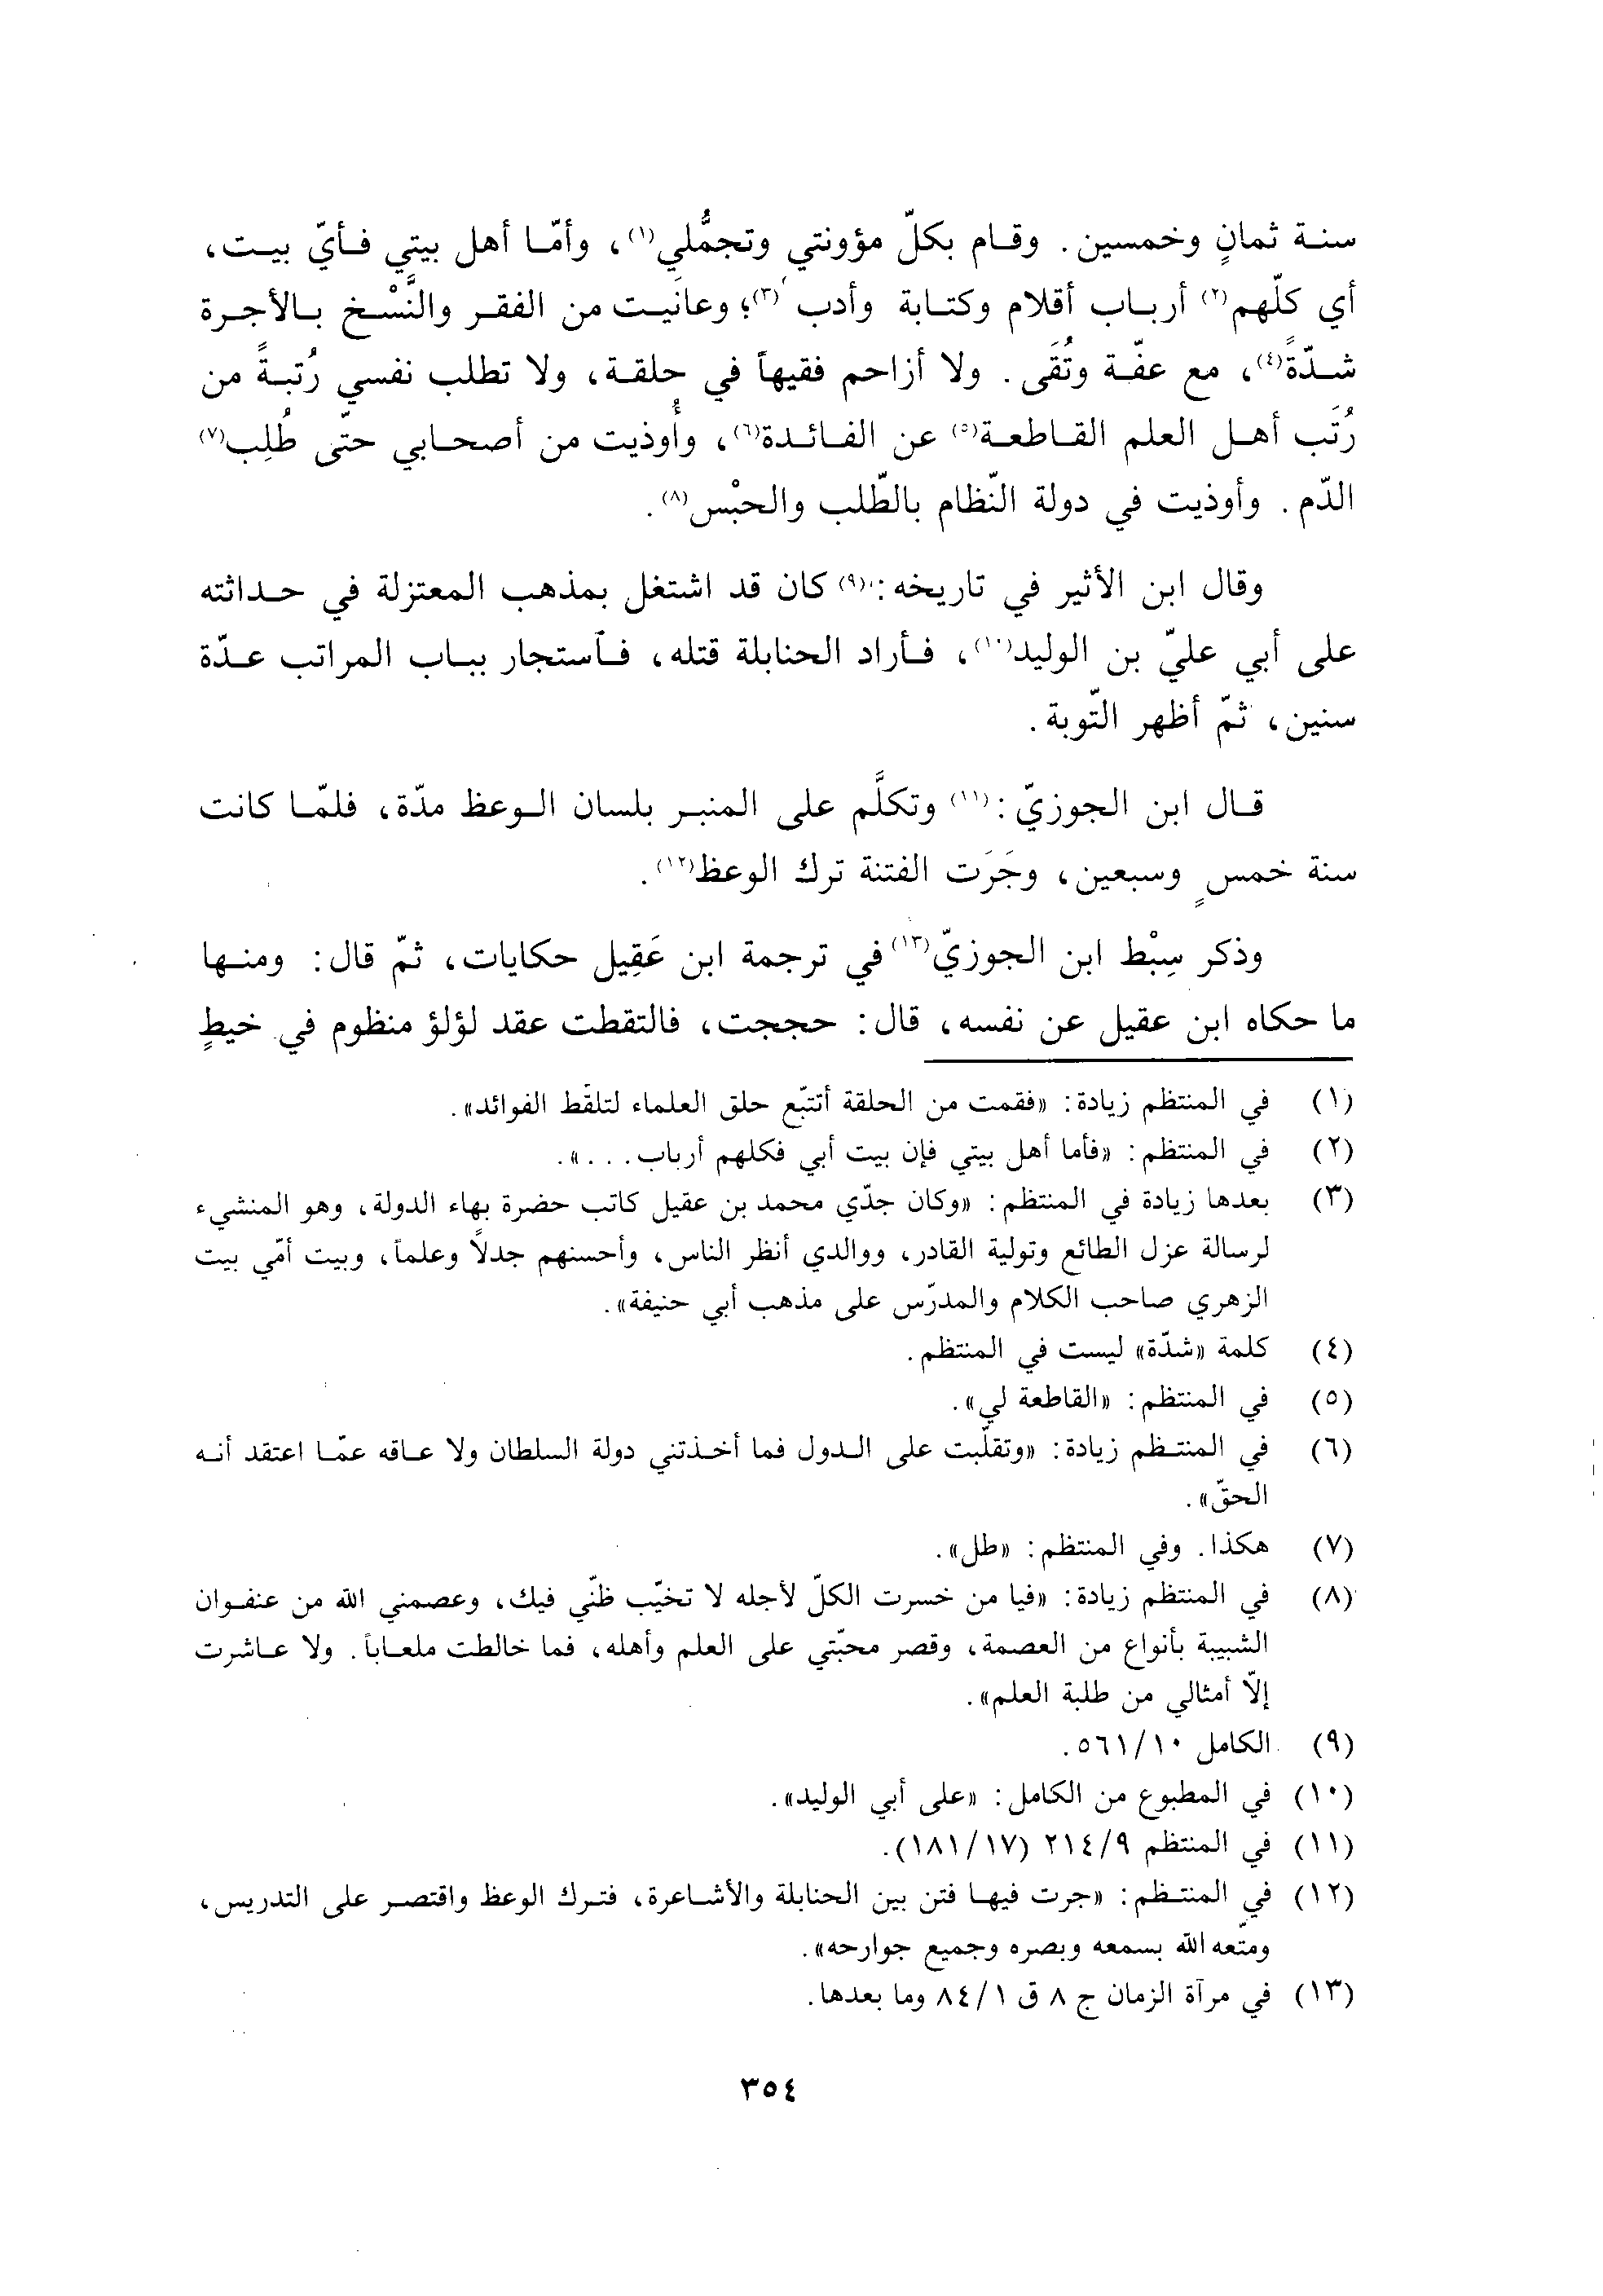 سنة ثمانٍ وخمسين. وقام بكلّ مؤونتي وتجمُّلي(١)، وأمّا أهل بيتي فأيّ بيت،
أي كلّهم(٢) أرباب أقلام وكتابة وأدب(٣)؛ وعانَيت من الفقر والنَّسْخ بالأجرة
شدّةً(٤)، مع عفّة وتُقَى. ولا أزاحم فقيهاً في حلقة، ولا تطلب نفسي رُتبةً من
رُتَب أهل العلم القاطعة(٥) عن الفائدة(٦)، وأُوذيت من أصحابي حتّى طُلِب(٧)
الدّم. وأوذيت في دولة النّظام بالطّلب والحبْس(٨).
وقال ابن الأثير في تاريخه:(٩) كان قد اشتغل بمذهب المعتزلة في حداثته
على أبي عليّ بن الوليد(١٠)، فأراد الحنابلة قتله، فأستجار بباب المراتب عدّة
سنين، ثمّ أظهر التّوبة.
قال ابن الجوزيّ:(١١) وتكلَّم على المنبر بلسان الوعظ مدّة، فلمّا كانت
سنة خمسٍ وسبعين، وجَرَت الفتنة ترك الوعظ(١٢).
وذكر سِبْط ابن الجوزيّ(١٣) في ترجمة ابن عَقِيل حكايات، ثمّ قال: ومنها
ما حكاه ابن عقيل عن نفسه، قال: حججت، فالتقطت عقد لؤلؤ منظوم في خيطٍ
(١) في المنتظم زيادة: «فقمت من الحلقة أتتبّع حلق العلماء لتلقّط الفوائد».
(٢) في المنتظم: «فأما أهل بيتي فإن بيت أبي فكلهم أرباب. . .».
(٣) بعدها زيادة في المنتظم: «وكان جدّي محمد بن عقيل كاتب حضرة بهاء الدولة، وهو المنشيء
لرسالة عزل الطائع وتولية القادر، ووالدي أنظر الناس، وأحسنهم جدلاً وعلماً، وبيت أمّي بيت
الزهري صاحب الكلام والمدرّس على مذهب أبي حنيفة».
(٤) كلمة «شدّة» ليست في المنتظم.
(٥) في المنتظم: «القاطعة لي».
(٦) في المنتظم زيادة: «وتقلّبت على الدول فما أخذتني دولة السلطان ولا عاقه عمّا اعتقد أنه
الحقّ».
(٧) هكذا. وفي المنتظم: «طل».
(٨) في المنتظم زيادة: «فيا من خسرت الكلّ لأجله لا تخيّب ظنّي فيك، وعصمني الله من عنفوان
الشبيبة بأنواع من العصمة، وقصر محبّتي على العلم وأهله، فما خالطت ملعاباً. ولا عاشرت
إلّا أمثالي من طلبة العلم».
(٩) الكامل ٥٦١/١٠.
(١٠) في المطبوع من الكامل: «على أبي الوليد».
(١١) في المنتظم ٢١٤/٩ (١٨١/١٧).
(١٢) في المنتظم: «جرت فيها فتن بين الحنابلة والأشاعرة، فترك الوعظ واقتصر على التدريس،
ومتّعه الله بسمعه وبصره وجميع جوارحه».
(١٣) في مرآة الزمان ج ٨ ق ٨٤/١ وما بعدها.
٣٥٤